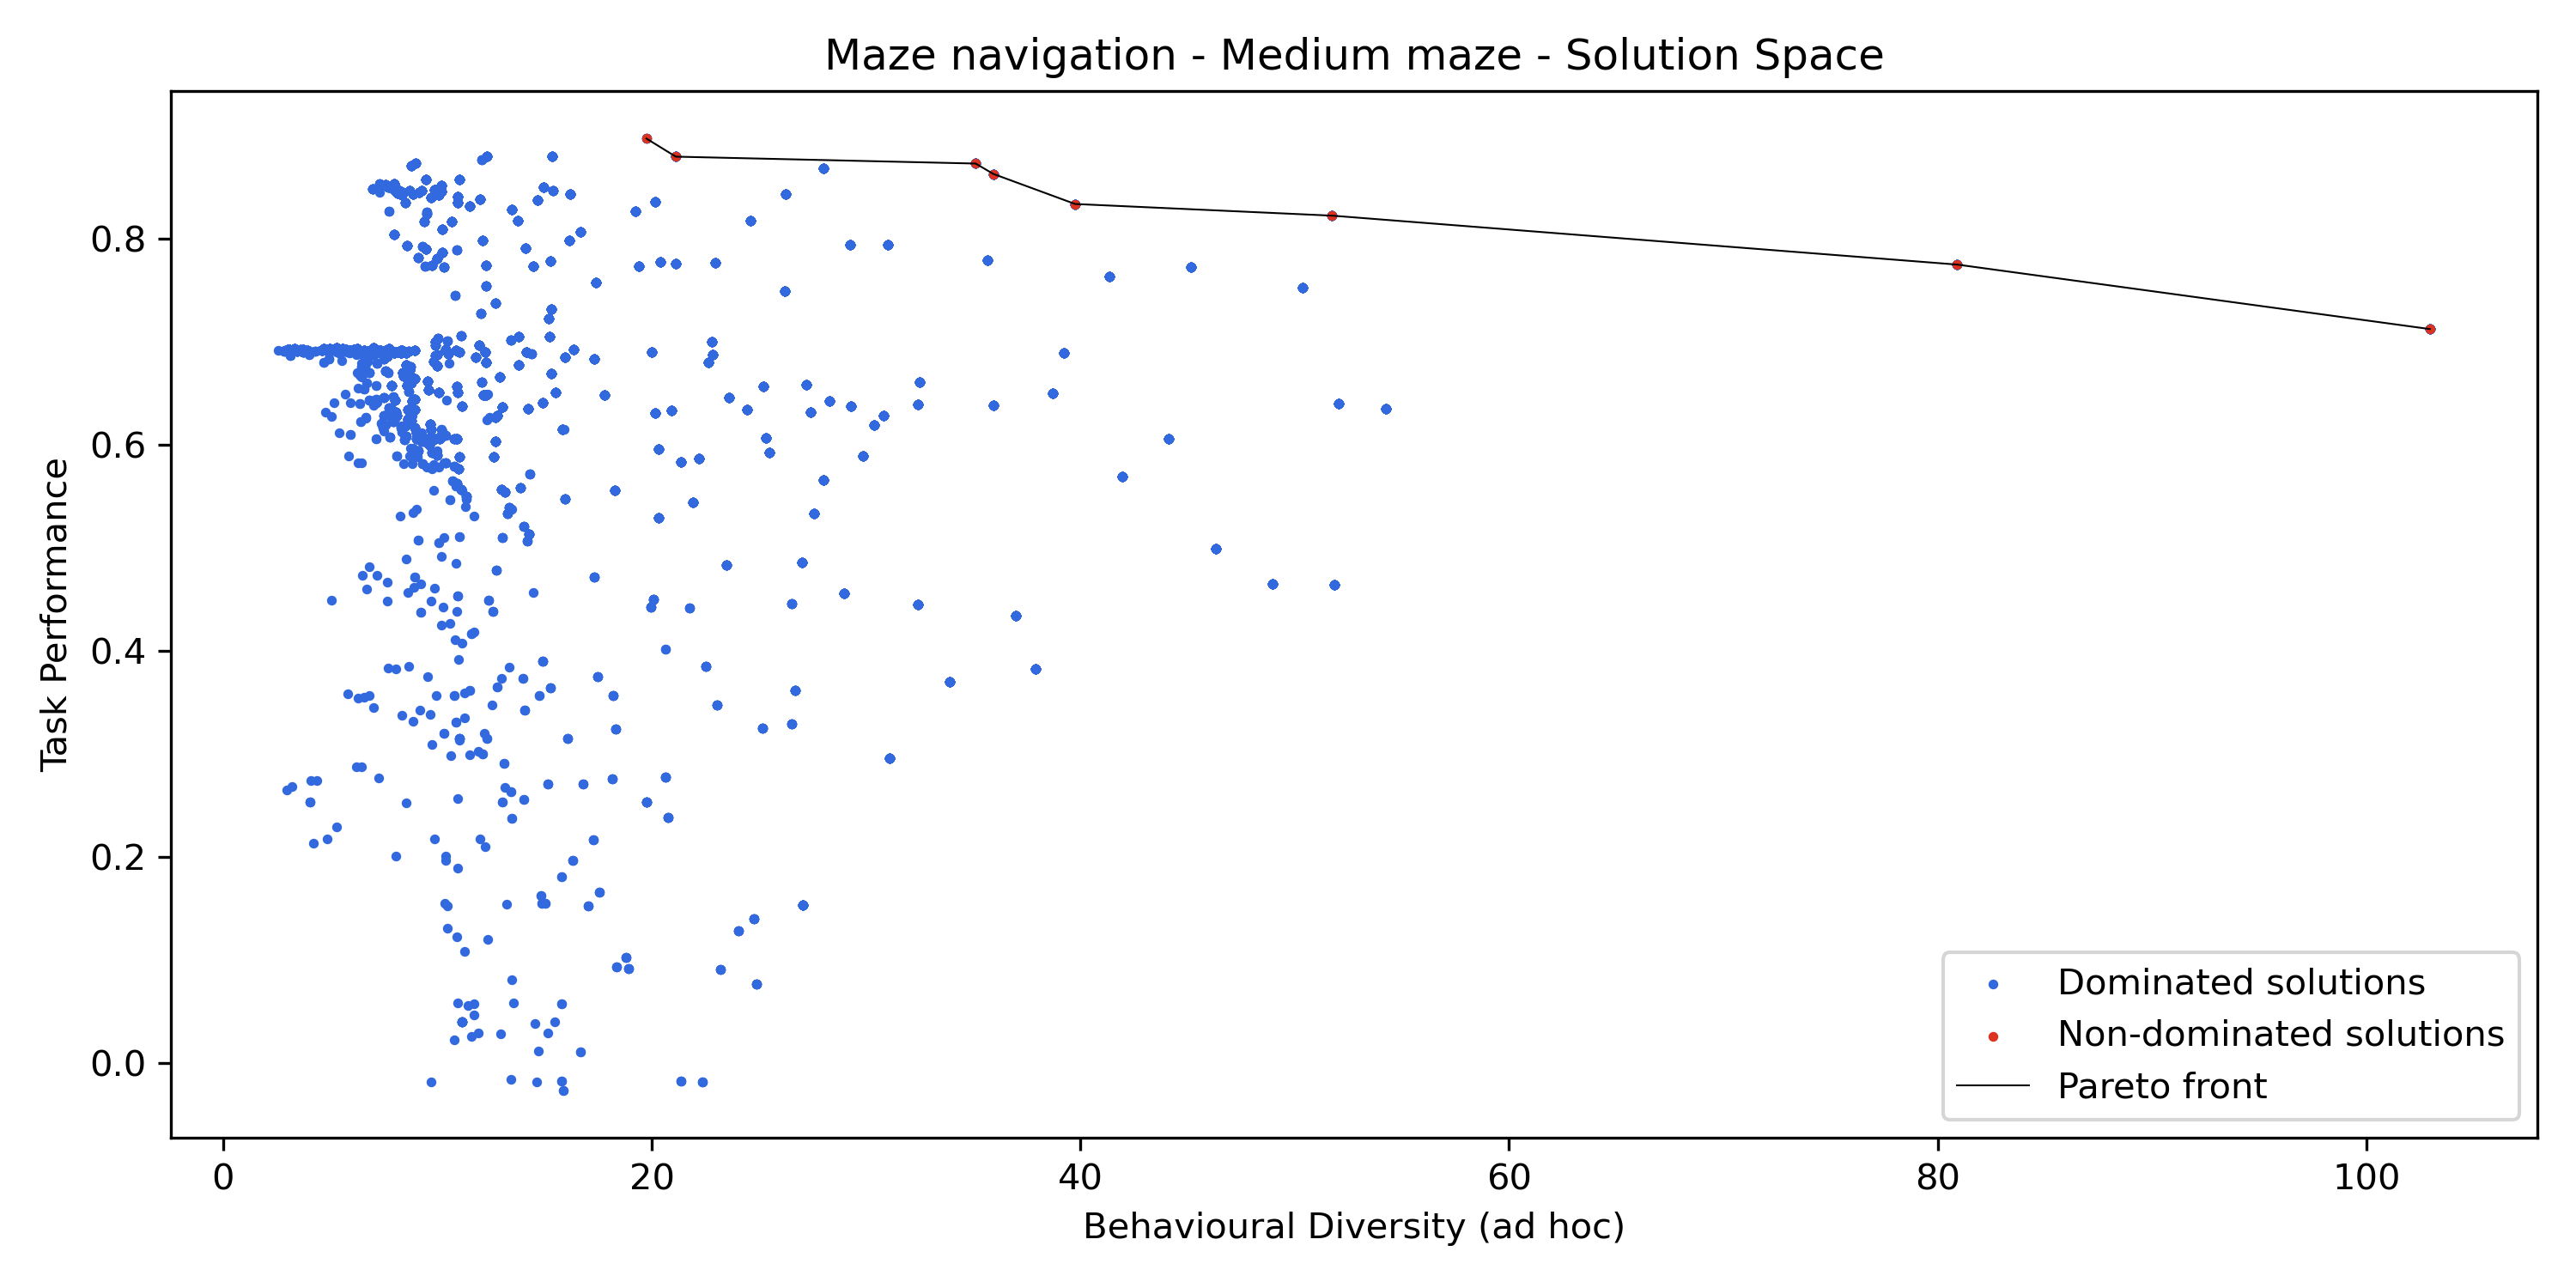 Maze navigation - Medium maze - Solution Space
Task Performance
0.8
0.6
0.4
0.2
0.0
0 20 40 60 80 100
Behavioural Diversity (ad hoc)
Dominated solutions
Non-dominated solutions
Pareto front